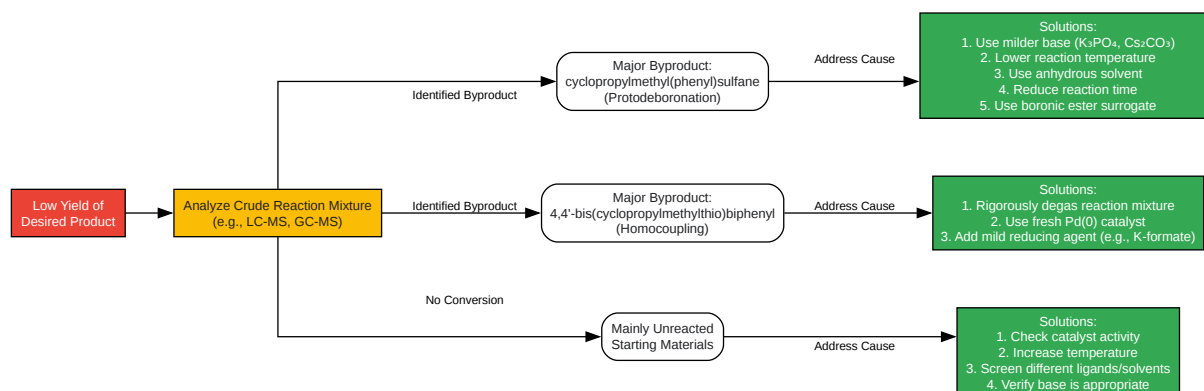 Low Yield of
Desired Product
Analyze Crude Reaction Mixture
(e.g., LC-MS, GC-MS)
Identified Byproduct
Major Byproduct:
cyclopropylmethyl(phenyl)sulfane
(Protodeboronation)
Address Cause
Solutions:
1. Use milder base (K₃PO₄, Cs₂CO₃)
2. Lower reaction temperature
3. Use anhydrous solvent
4. Reduce reaction time
5. Use boronic ester surrogate
Identified Byproduct
Major Byproduct:
4,4'-bis(cyclopropylmethylthio)biphenyl
(Homocoupling)
Address Cause
Solutions:
1. Rigorously degas reaction mixture
2. Use fresh Pd(0) catalyst
3. Add mild reducing agent (e.g., K-formate)
No Conversion
Mainly Unreacted
Starting Materials
Address Cause
Solutions:
1. Check catalyst activity
2. Increase temperature
3. Screen different ligands/solvents
4. Verify base is appropriate